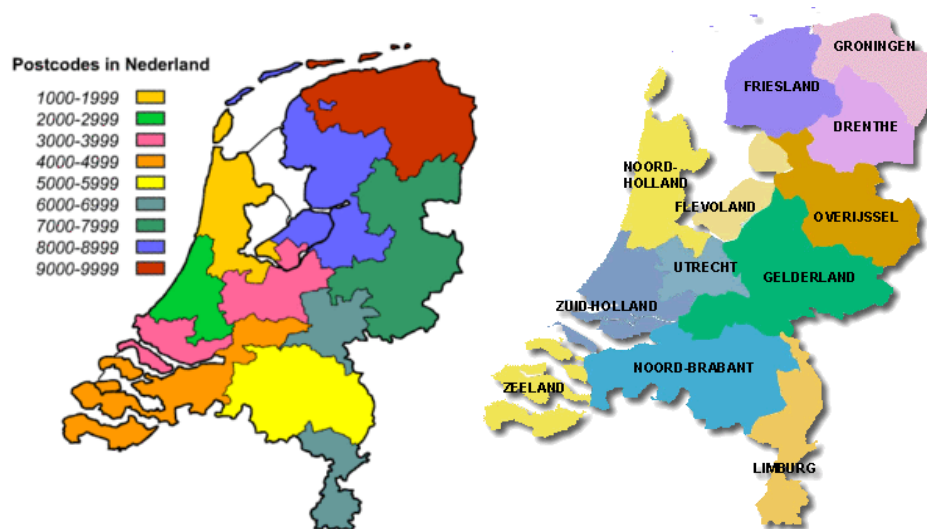 Postcodes in Nederland
1000-1999
2000-2999
3000-3999
4000-4999
5000-5999
6000-6999
7000-7999
8000-8999
9000-9999
GRONINGEN
FRIESLAND
DRENTHE
NOORD-
HOLLAND
FLEVOLAND
OVERIJSSEL
UTRECHT
GELDERLAND
ZUID-HOLLAND
NOORD-BRABANT
ZEELAND
LIMBURG